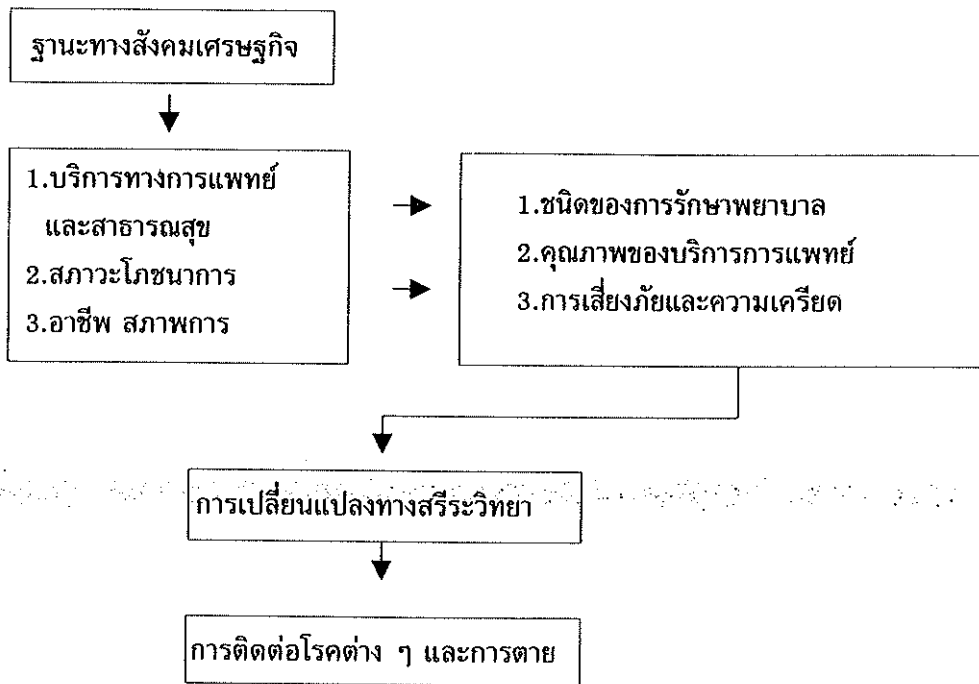 ฐานะทางสังคมเศรษฐกิจ
1.บริการทางการแพทย์
และสาธารณสุข
2.สภาวะโภชนาการ
3.อาชีพ สภาพการ
1.ชนิดของการรักษาพยาบาล
2.คุณภาพของบริการการแพทย์
3.การเสี่ยงภัยและความเครียด
การเปลี่ยนแปลงทางสรีระวิทยา
การติดต่อโรคต่าง ๆ และการตาย